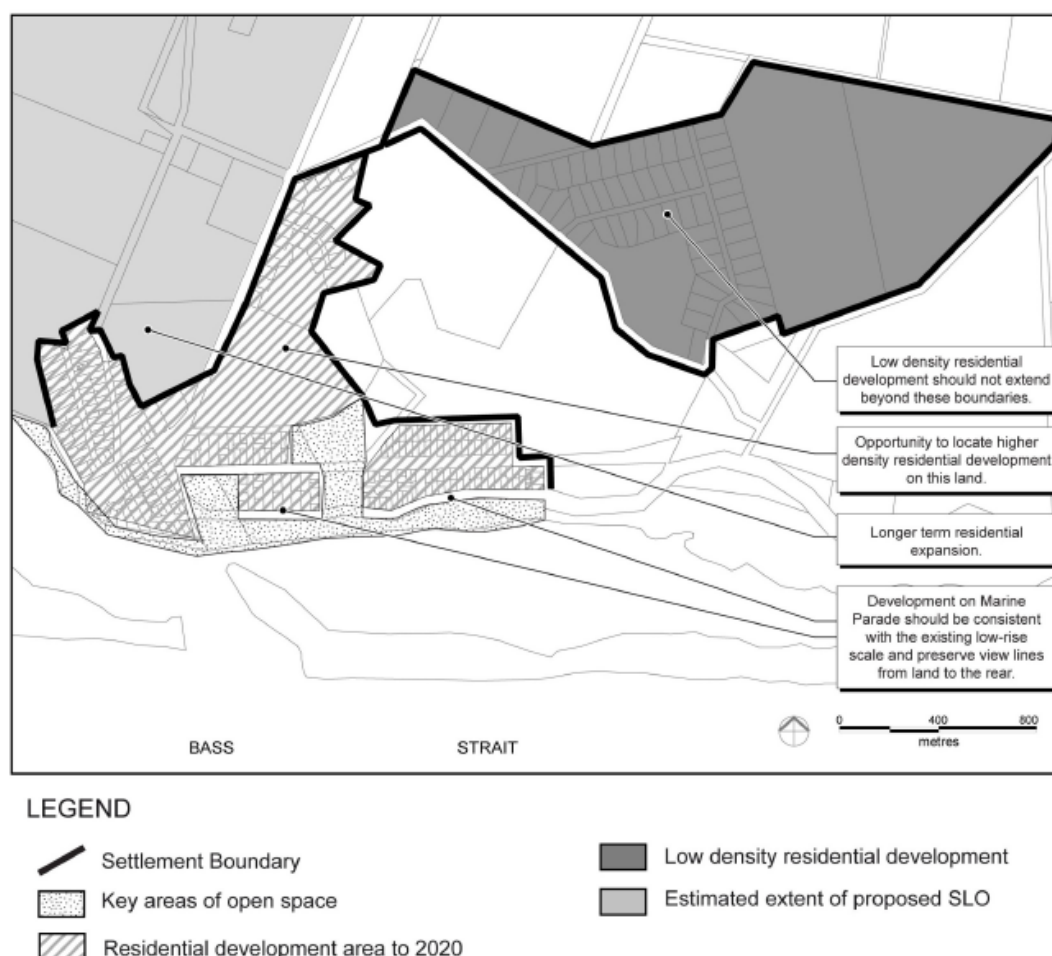 Low density residential
development should not extend
beyond these boundaries.
Opportunity to locate higher
density residential development
on this land.
Longer term residential
expansion.
Development on Marine
Parade should be consistent
with the existing low-rise
scale and preserve view lines
from land to the rear.
0 400 800
metres
BASS STRAIT
LEGEND
Settlement Boundary
Key areas of open space
Residential development area to 2020
Low density residential development
Estimated extent of proposed SLO